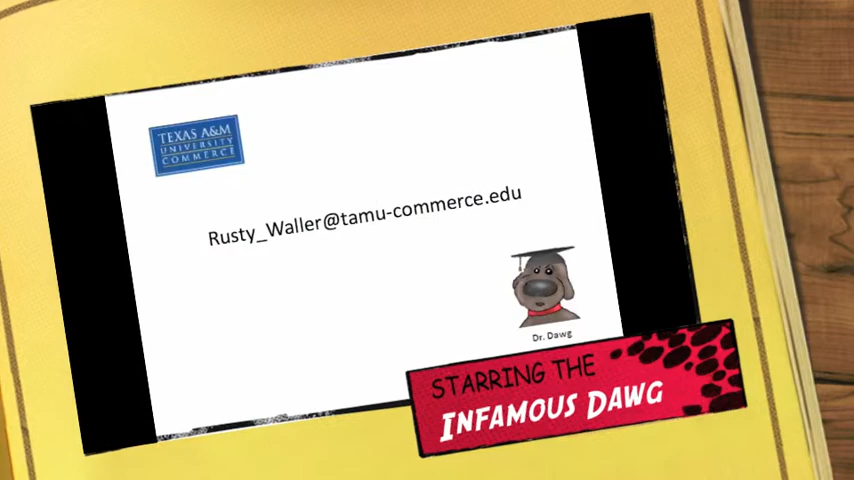 TEXAS A&M
UNIVERSITY
COMMERCE
Rusty_Waller@tamu-commerce.edu
Dr. Dawg
STARRING THE
INFAMOUS DAWG